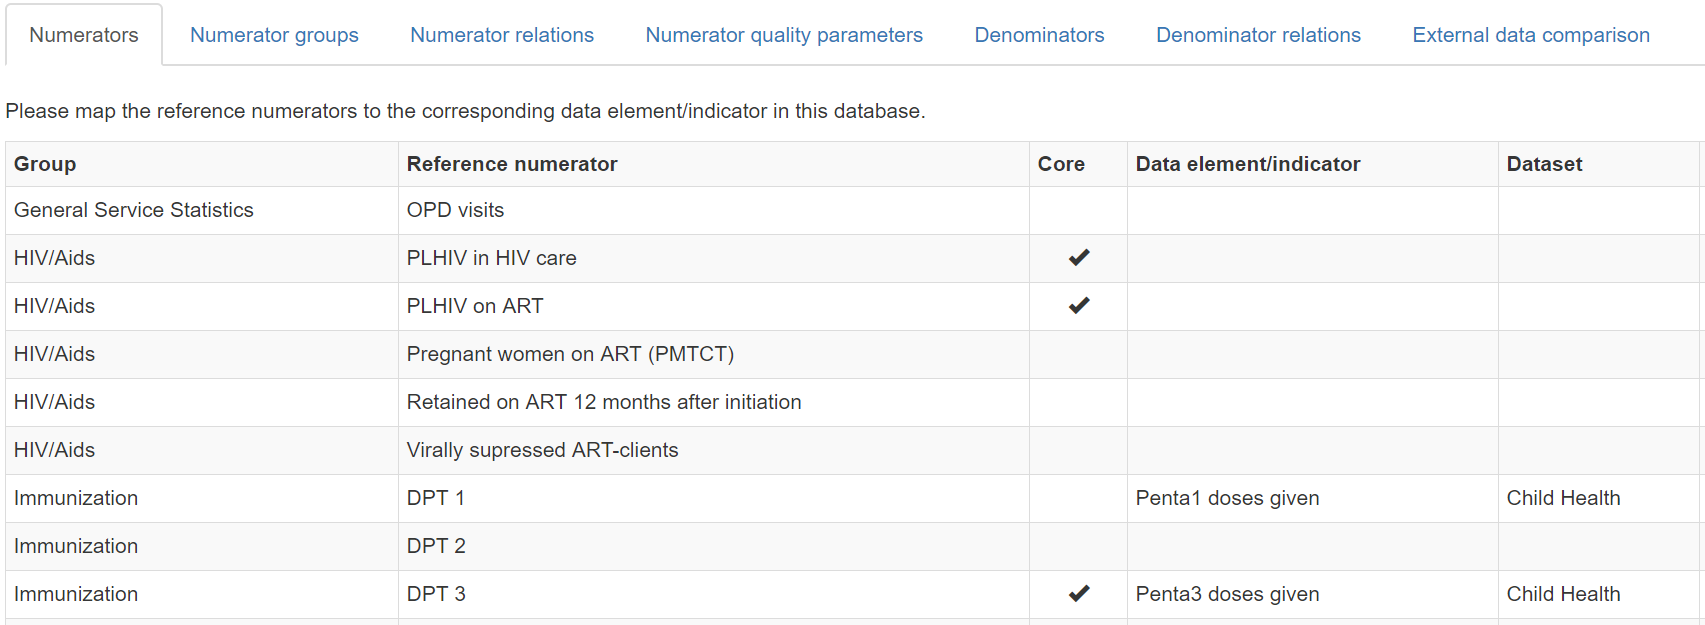 Numerators Numerator groups Numerator relations Numerator quality parameters Denominators Denominator relations External data comparison
Please map the reference numerators to the corresponding data element/indicator in this database.
Group Reference numerator Core Data element/indicator Dataset
General Service Statistics OPD visits
HIV/Aids PLHIV in HIV care ✔
HIV/Aids PLHIV on ART ✔
HIV/Aids Pregnant women on ART (PMTCT)
HIV/Aids Retained on ART 12 months after initiation
HIV/Aids Virally supressed ART-clients
Immunization DPT 1 Penta1 doses given Child Health
Immunization DPT 2
Immunization DPT 3 ✔ Penta3 doses given Child Health